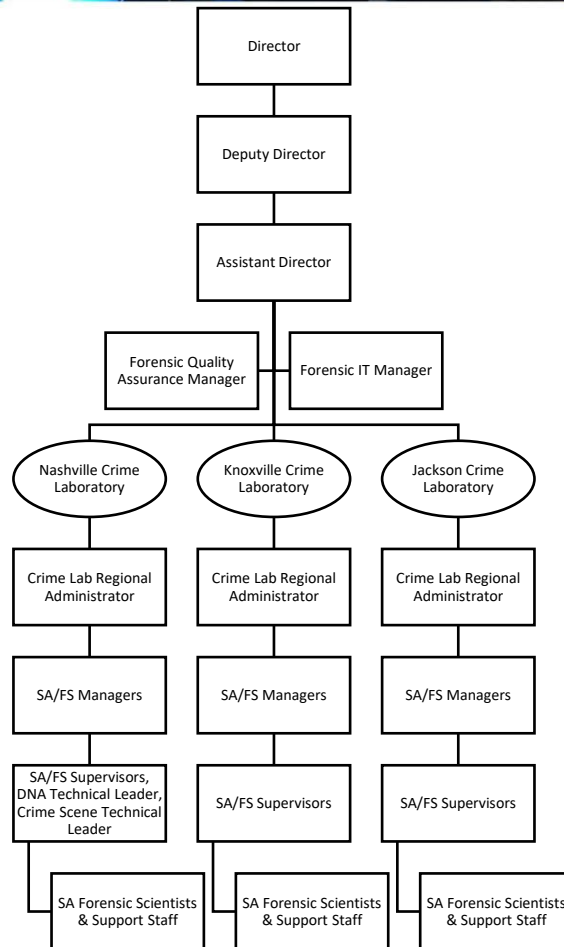 Director
Deputy Director
Assistant Director
Forensic Quality
Assurance Manager
Forensic IT Manager
Nashville Crime
Laboratory
Knoxville Crime
Laboratory
Jackson Crime
Laboratory
Crime Lab Regional
Administrator
Crime Lab Regional
Administrator
Crime Lab Regional
Administrator
SA/FS Managers
SA/FS Managers
SA/FS Managers
SA/FS Supervisors,
DNA Technical Leader,
Crime Scene Technical
Leader
SA/FS Supervisors
SA/FS Supervisors
SA Forensic Scientists
& Support Staff
SA Forensic Scientists
& Support Staff
SA Forensic Scientists
& Support Staff